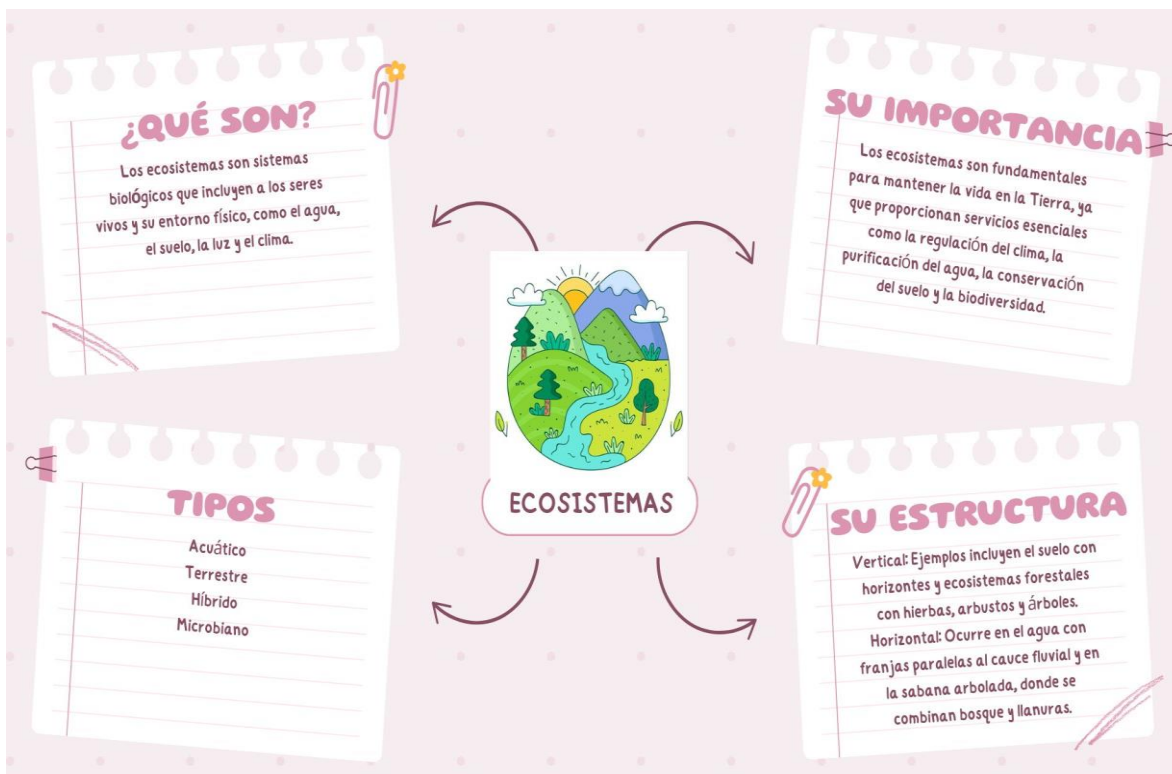 ¿QUÉ SON?
Los ecosistemas son sistemas
biológicos que incluyen a los seres
vivos y su entorno físico, como el agua,
el suelo, la luz y el clima.
SU IMPORTANCIA
Los ecosistemas son fundamentales
para mantener la vida en la Tierra, ya
que proporcionan servicios esenciales
como la regulación del clima, la
purificación del agua, la conservación
del suelo y la biodiversidad.
ECOSISTEMAS
TIPOS
Acuático
Terrestre
Híbrido
Microbiano
SU ESTRUCTURA
Vertical: Ejemplos incluyen el suelo con
horizontes y ecosistemas forestales
con hierbas, arbustos y árboles.
Horizontal: Ocurre en el agua con
franjas paralelas al cauce fluvial y en
la sabana arbolada, donde se
combinan bosque y llanuras.